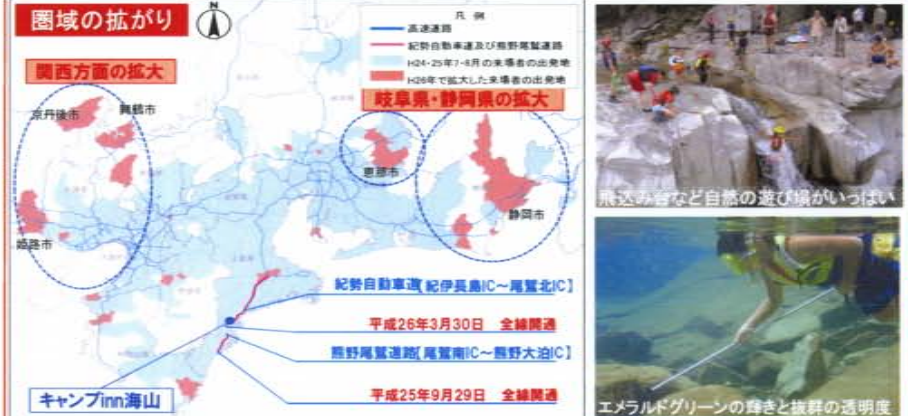 圏域の拡がり
N
凡例
高速道路
紀勢自動車道及び熊野尾鷲道路
H24・25年7・8月の来場者の出発地
H26年で拡大した来場者の出発地
関西方面の拡大
岐阜県・静岡県の拡大
京丹後市
舞鶴市
姫路市
恵那市
静岡市
紀勢自動車道【紀伊長島IC～尾鷲北IC】
平成26年3月30日 全線開通
熊野尾鷲道路【尾鷲南IC～熊野大泊IC】
平成25年9月29日 全線開通
キャンプinn海山
飛込み台など自然の遊び場がいっぱい
エメラルドグリーンの輝きと抜群の透明度